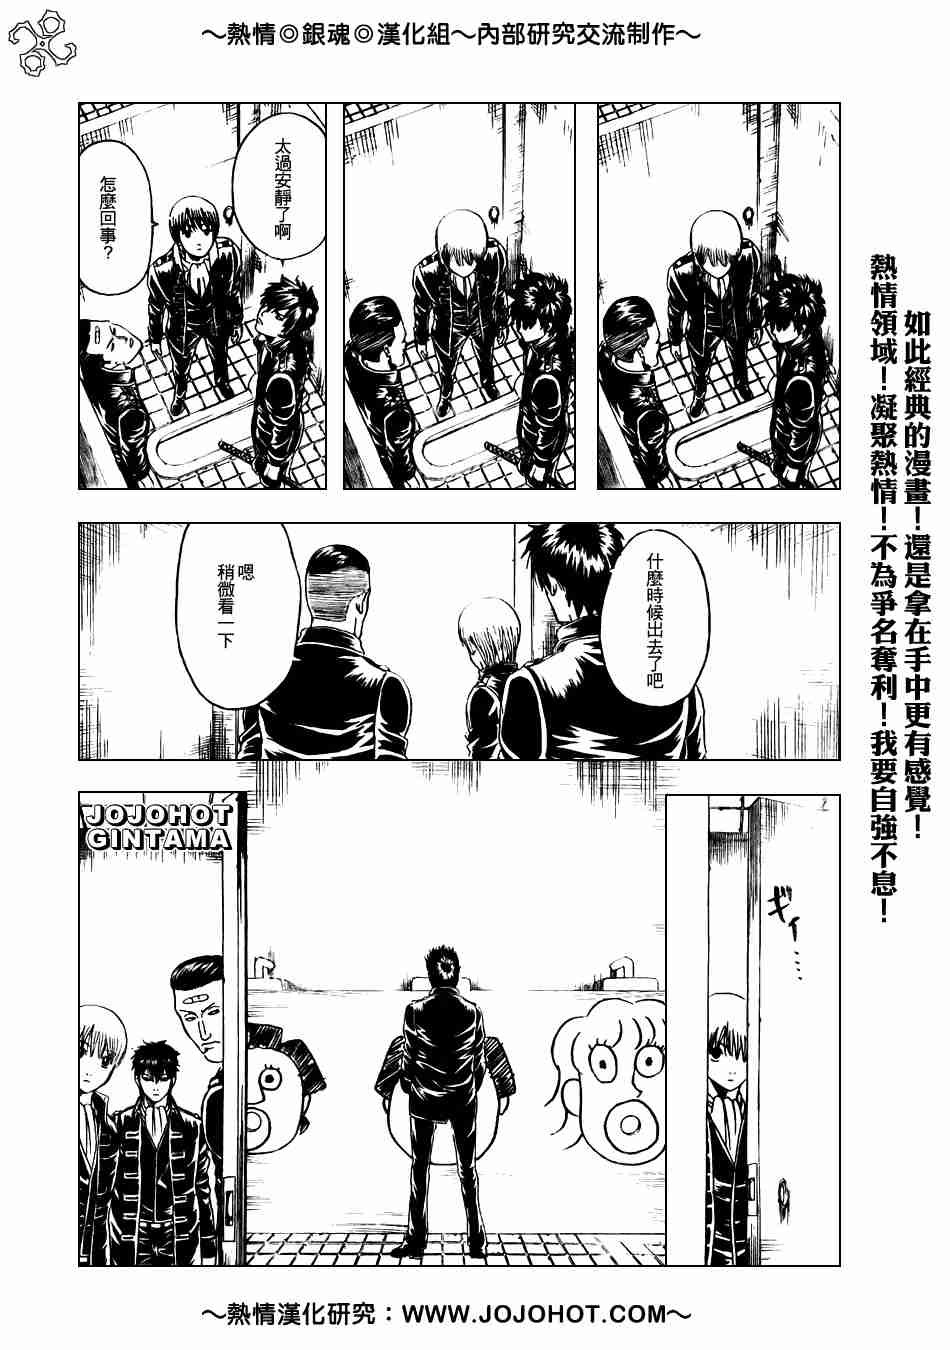 ～熱情◎銀魂◎漢化組～內部研究交流制作～
太過安靜了啊
怎麼回事？
什麼時候出去了吧
嗯
稍微看一下
ギィ……
JOJOHOT
GINTAMA
如此經典的漫畫！還是拿在手中更有感覺！
熱情領域！凝聚熱情！不為爭名奪利！我要自強不息！
～熱情漢化研究：WWW.JOJOHOT.COM～